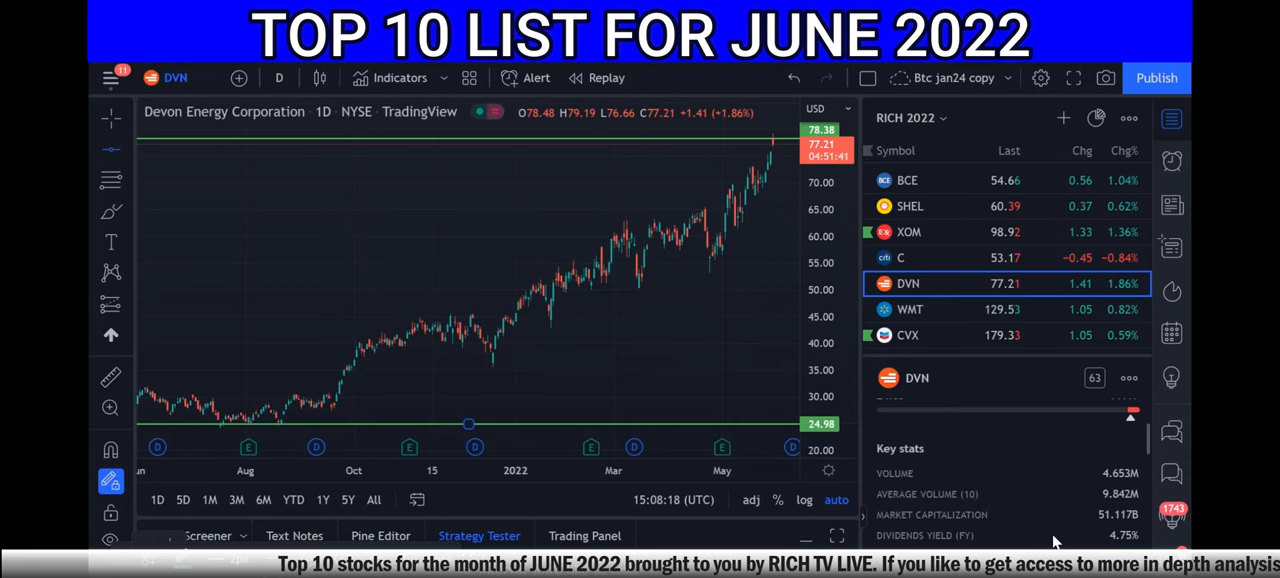 TOP 10 LIST FOR JUNE 2022
11 DVN D Indicators Alert Replay Btc jan24 copy Publish
Devon Energy Corporation · 1D · NYSE · TradingView O78.48 H79.19 L76.66 C77.21 +1.41 (+1.86%) USD
78.38
77.21
04:51:41
70.00
65.00
60.00
55.00
50.00
45.00
40.00
35.00
30.00
24.98
20.00
D E D E D E D E D
Aug Oct 15 2022 Mar May
1D 5D 1M 3M 6M YTD 1Y 5Y All 15:08:18 (UTC) adj % log auto
Screener Text Notes Pine Editor Strategy Tester Trading Panel
RICH 2022
Symbol Last Chg Chg%
BCE 54.66 0.56 1.04%
SHEL 60.39 0.37 0.62%
XOM 98.92 1.33 1.36%
citi C 53.17 −0.45 −0.84%
DVN 77.21 1.41 1.86%
WMT 129.53 1.05 0.82%
CVX 179.33 1.05 0.59%
DVN 63
Key stats
VOLUME 4.653M
AVERAGE VOLUME (10) 9.842M
MARKET CAPITALIZATION 51.117B
DIVIDENDS YIELD (FY) 4.75%
1743
Top 10 stocks for the month of JUNE 2022 brought to you by RICH TV LIVE. If you like to get access to more in depth analysis